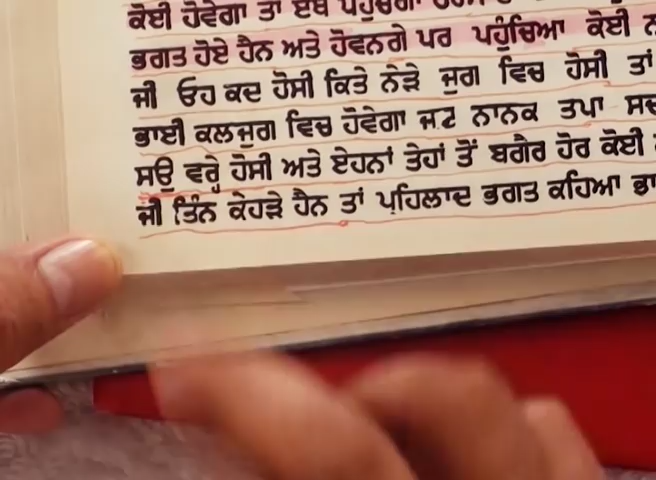 ਕੋਈ ਹੋਵੇਗਾ ਤਾਂ ਏਥੇ ਪਹੁੰਚੇਗਾ
ਭਗਤ ਹੋਏ ਹੈਨ ਅਤੇ ਹੋਵਨਗੇ ਪਰ ਪਹੁੰਚਿਆ ਕੋਈ
ਜੀ ਓਹ ਕਦ ਹੋਸੀ ਕਿਤੇ ਨੇੜੇ ਜੁਗ ਵਿਚ ਹੋਸੀ ਤਾਂ
ਭਾਈ ਕਲਜੁਗ ਵਿਚ ਹੋਵੇਗਾ ਜਟ ਨਾਨਕ ਤਪਾ
ਸਉ ਵਰ੍ਹੇ ਹੋਸੀ ਅਤੇ ਏਹਨਾਂ ਤੇਹਾਂ ਤੋਂ ਬਗੈਰ ਹੋਰ ਕੋਈ
ਜੀ ਤਿੰਨ ਕੇਹੜੇ ਹੈਨ ਤਾਂ ਪ੍ਰਹਿਲਾਦ ਭਗਤ ਕਹਿਆ